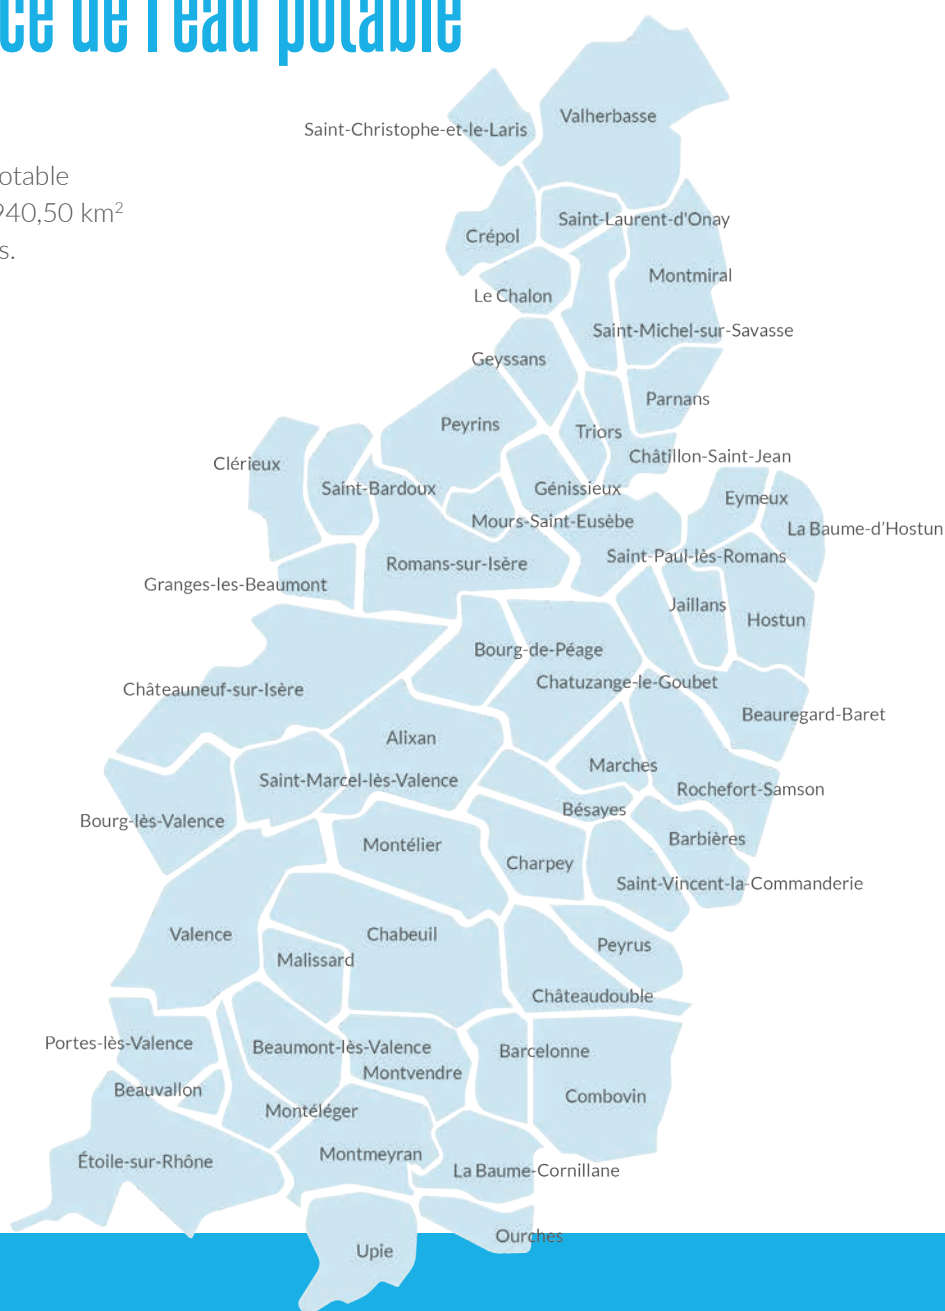 ce de l'eau potable
otable
940,50 km²
s.
Valherbasse
Saint-Christophe-et-le-Laris
Saint-Laurent-d'Onay
Crépol
Montmiral
Le Chalon
Saint-Michel-sur-Savasse
Geyssans
Parnans
Peyrins
Triors
Châtillon-Saint-Jean
Clérieux
Saint-Bardoux
Génissieux
Eymeux
Mours-Saint-Eusèbe
La Baume-d'Hostun
Saint-Paul-lès-Romans
Romans-sur-Isère
Granges-les-Beaumont
Jaillans
Hostun
Bourg-de-Péage
Chatuzange-le-Goubet
Châteauneuf-sur-Isère
Beauregard-Baret
Alixan
Marches
Saint-Marcel-lès-Valence
Rochefort-Samson
Bésayes
Bourg-lès-Valence
Barbières
Montélier
Charpey
Saint-Vincent-la-Commanderie
Valence
Chabeuil
Peyrus
Malissard
Châteaudouble
Portes-lès-Valence
Beaumont-lès-Valence
Barcelonne
Montvendre
Beauvallon
Combovin
Montéléger
Montmeyran
Étoile-sur-Rhône
La Baume-Cornillane
Ourches
Upie